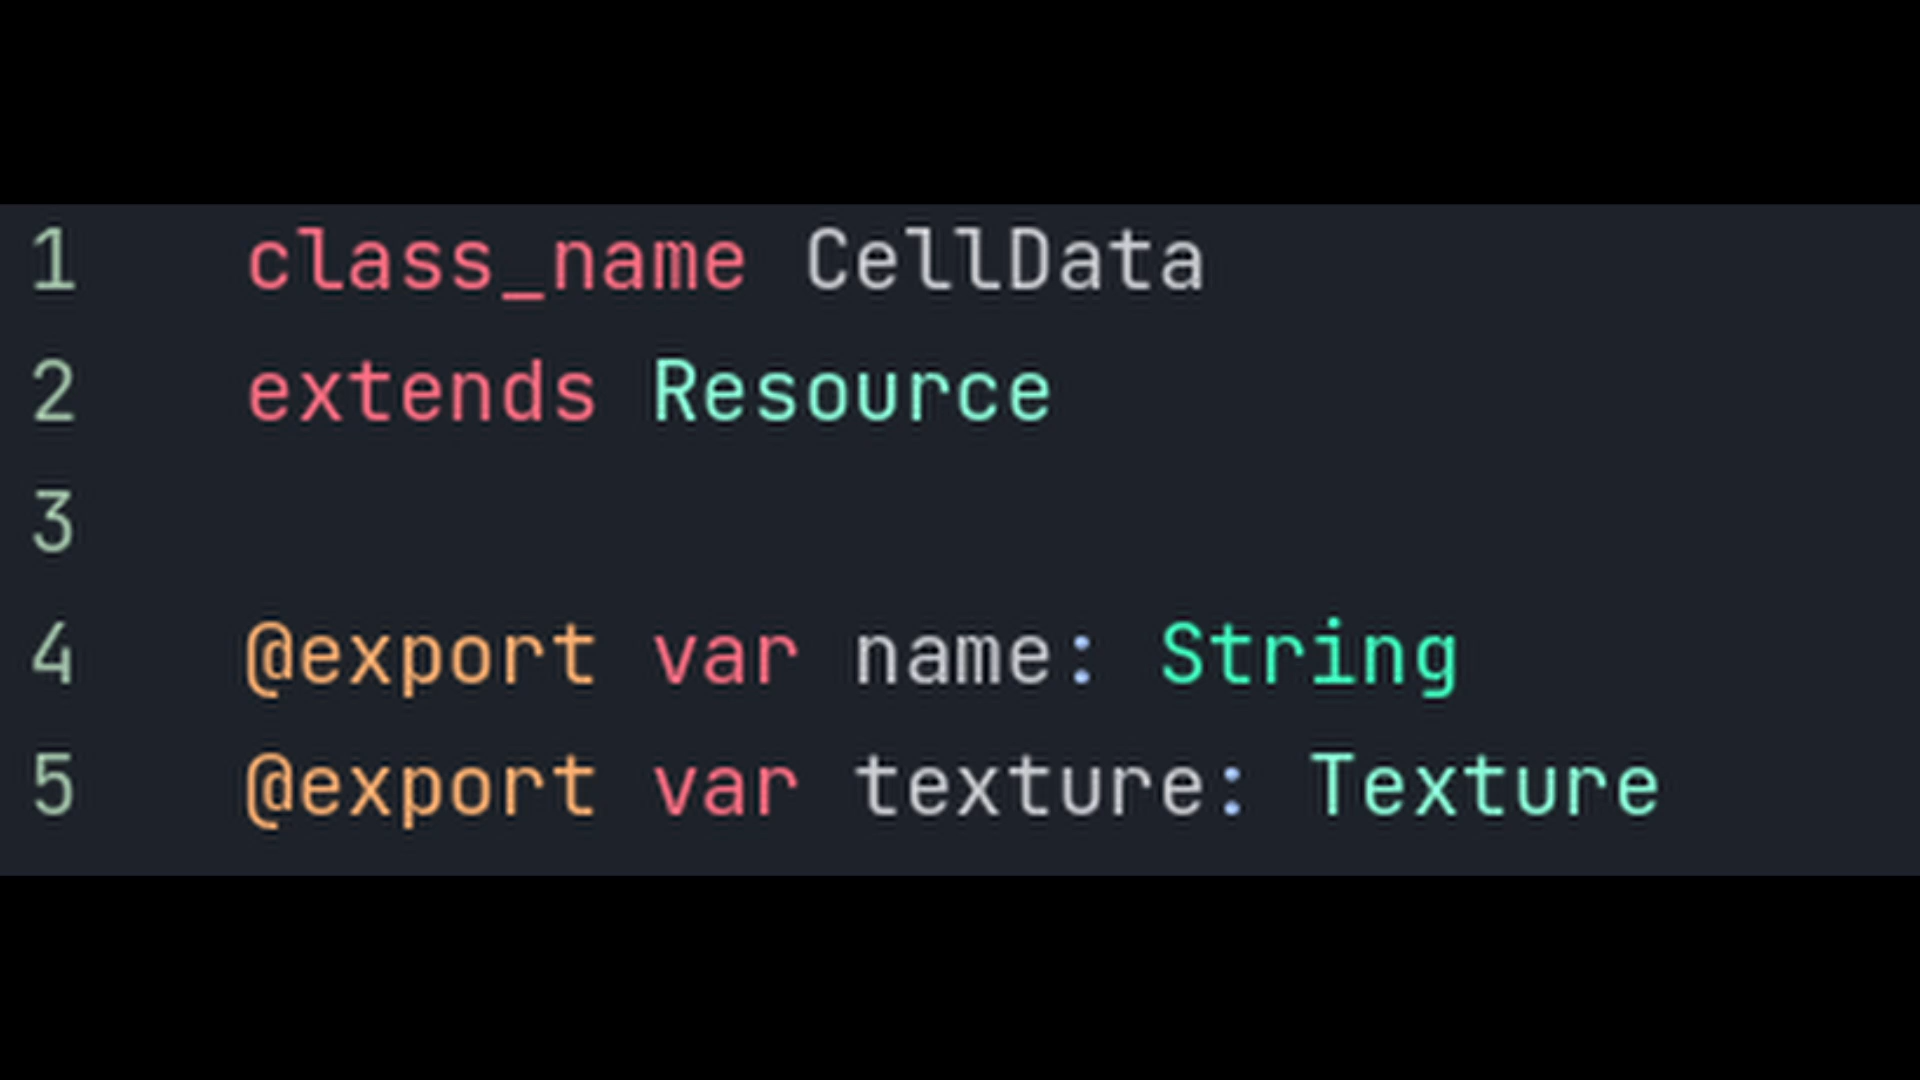 1 class_name CellData
2 extends Resource
3
4 @export var name: String
5 @export var texture: Texture